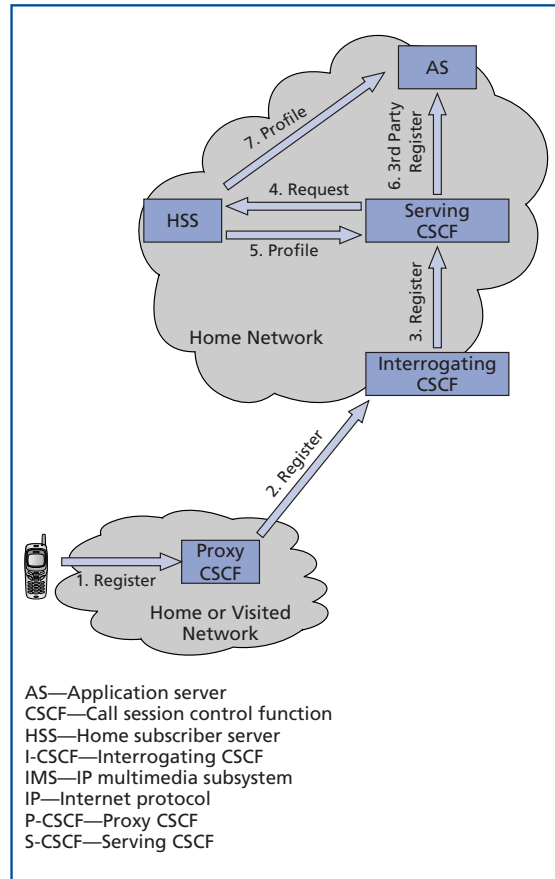 AS
7. Profile
6. 3rd Party
Register
4. Request
HSS
Serving
CSCF
5. Profile
3. Register
Home Network
Interrogating
CSCF
2. Register
Proxy
CSCF
1. Register
Home or Visited
Network
AS—Application server
CSCF—Call session control function
HSS—Home subscriber server
I-CSCF—Interrogating CSCF
IMS—IP multimedia subsystem
IP—Internet protocol
P-CSCF—Proxy CSCF
S-CSCF—Serving CSCF